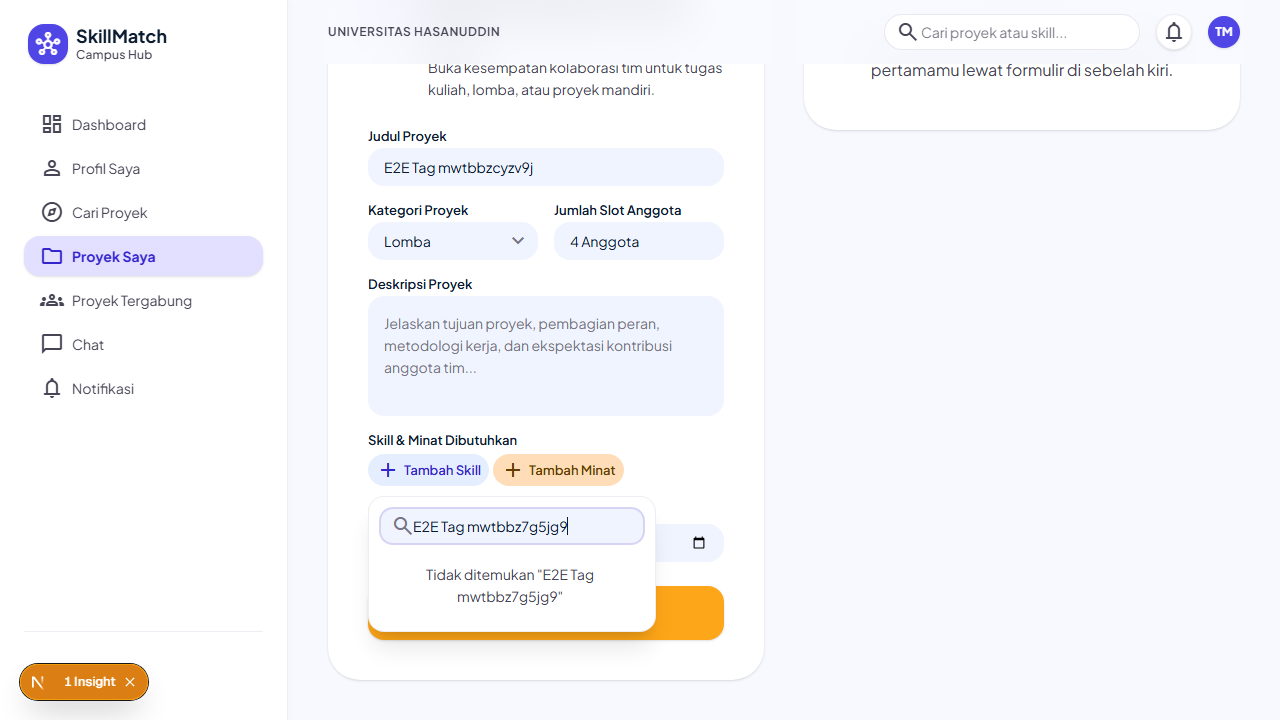 SkillMatch
Campus Hub
Dashboard
Profil Saya
Cari Proyek
Proyek Saya
Proyek Tergabung
Chat
Notifikasi
1 Insight
UNIVERSITAS HASANUDDIN
Cari proyek atau skill...
TM
Buka kesempatan kolaborasi tim untuk tugas
kuliah, lomba, atau proyek mandiri.
Judul Proyek
E2E Tag mwtbbzcyzv9j
Kategori Proyek
Jumlah Slot Anggota
Lomba
4 Anggota
Deskripsi Proyek
Jelaskan tujuan proyek, pembagian peran,
metodologi kerja, dan ekspektasi kontribusi
anggota tim...
Skill & Minat Dibutuhkan
Tambah Skill
Tambah Minat
E2E Tag mwtbbz7g5jg9
Tidak ditemukan "E2E Tag
mwtbbz7g5jg9"
pertamamu lewat formulir di sebelah kiri.